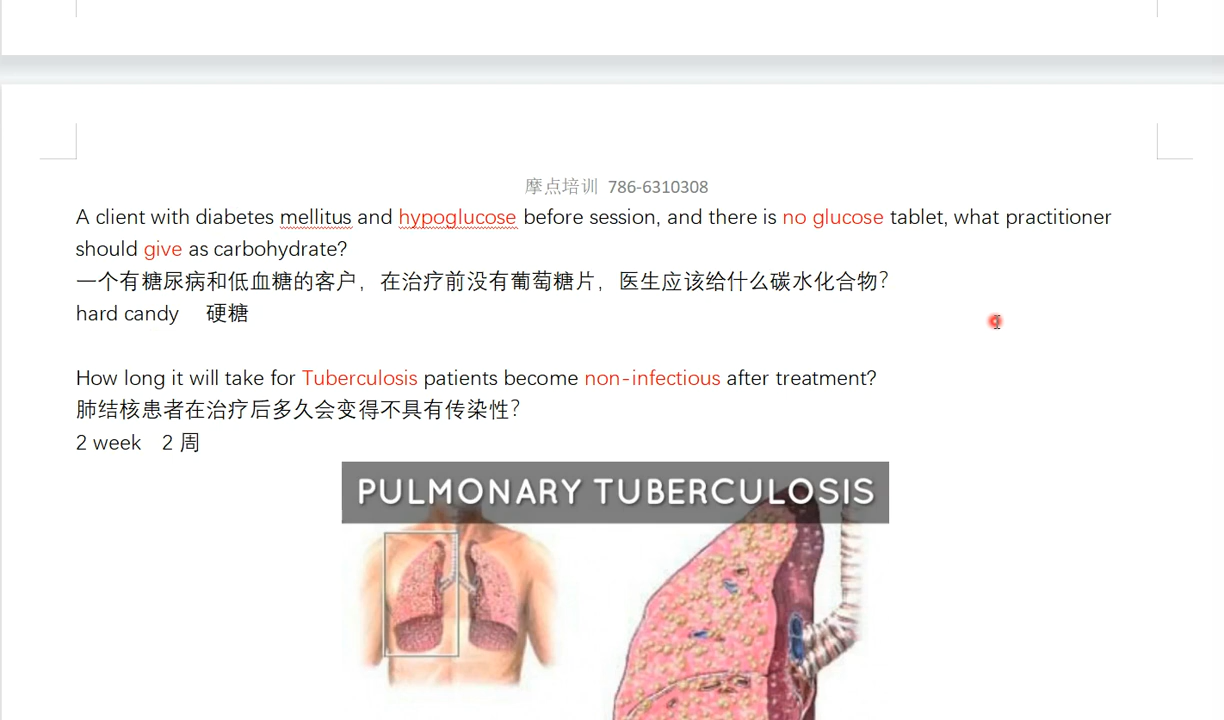 摩点培训 786-6310308
A client with diabetes mellitus and hypoglucose before session, and there is no glucose tablet, what practitioner
should give as carbohydrate?
一个有糖尿病和低血糖的客户，在治疗前没有葡萄糖片，医生应该给什么碳水化合物？
hard candy 硬糖
How long it will take for Tuberculosis patients become non-infectious after treatment?
肺结核患者在治疗后多久会变得不具有传染性？
2 week 2 周
PULMONARY TUBERCULOSIS